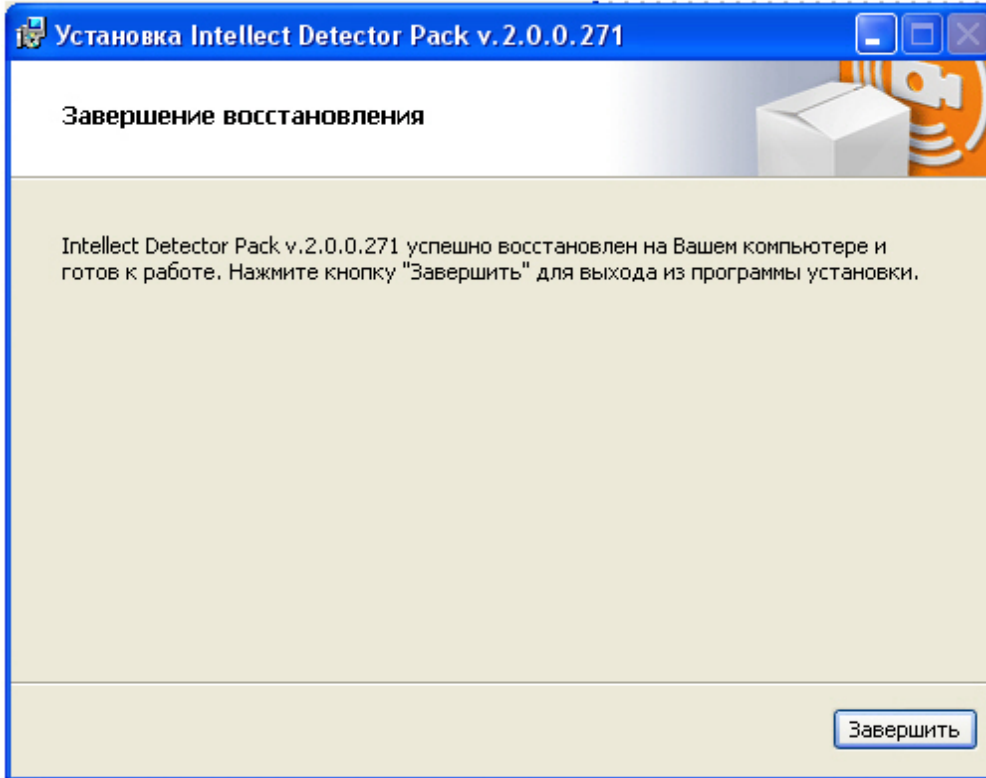 Установка Intellect Detector Pack v.2.0.0.271
Завершение восстановления
Intellect Detector Pack v.2.0.0.271 успешно восстановлен на Вашем компьютере и
готов к работе. Нажмите кнопку "Завершить" для выхода из программы установки.
Завершить